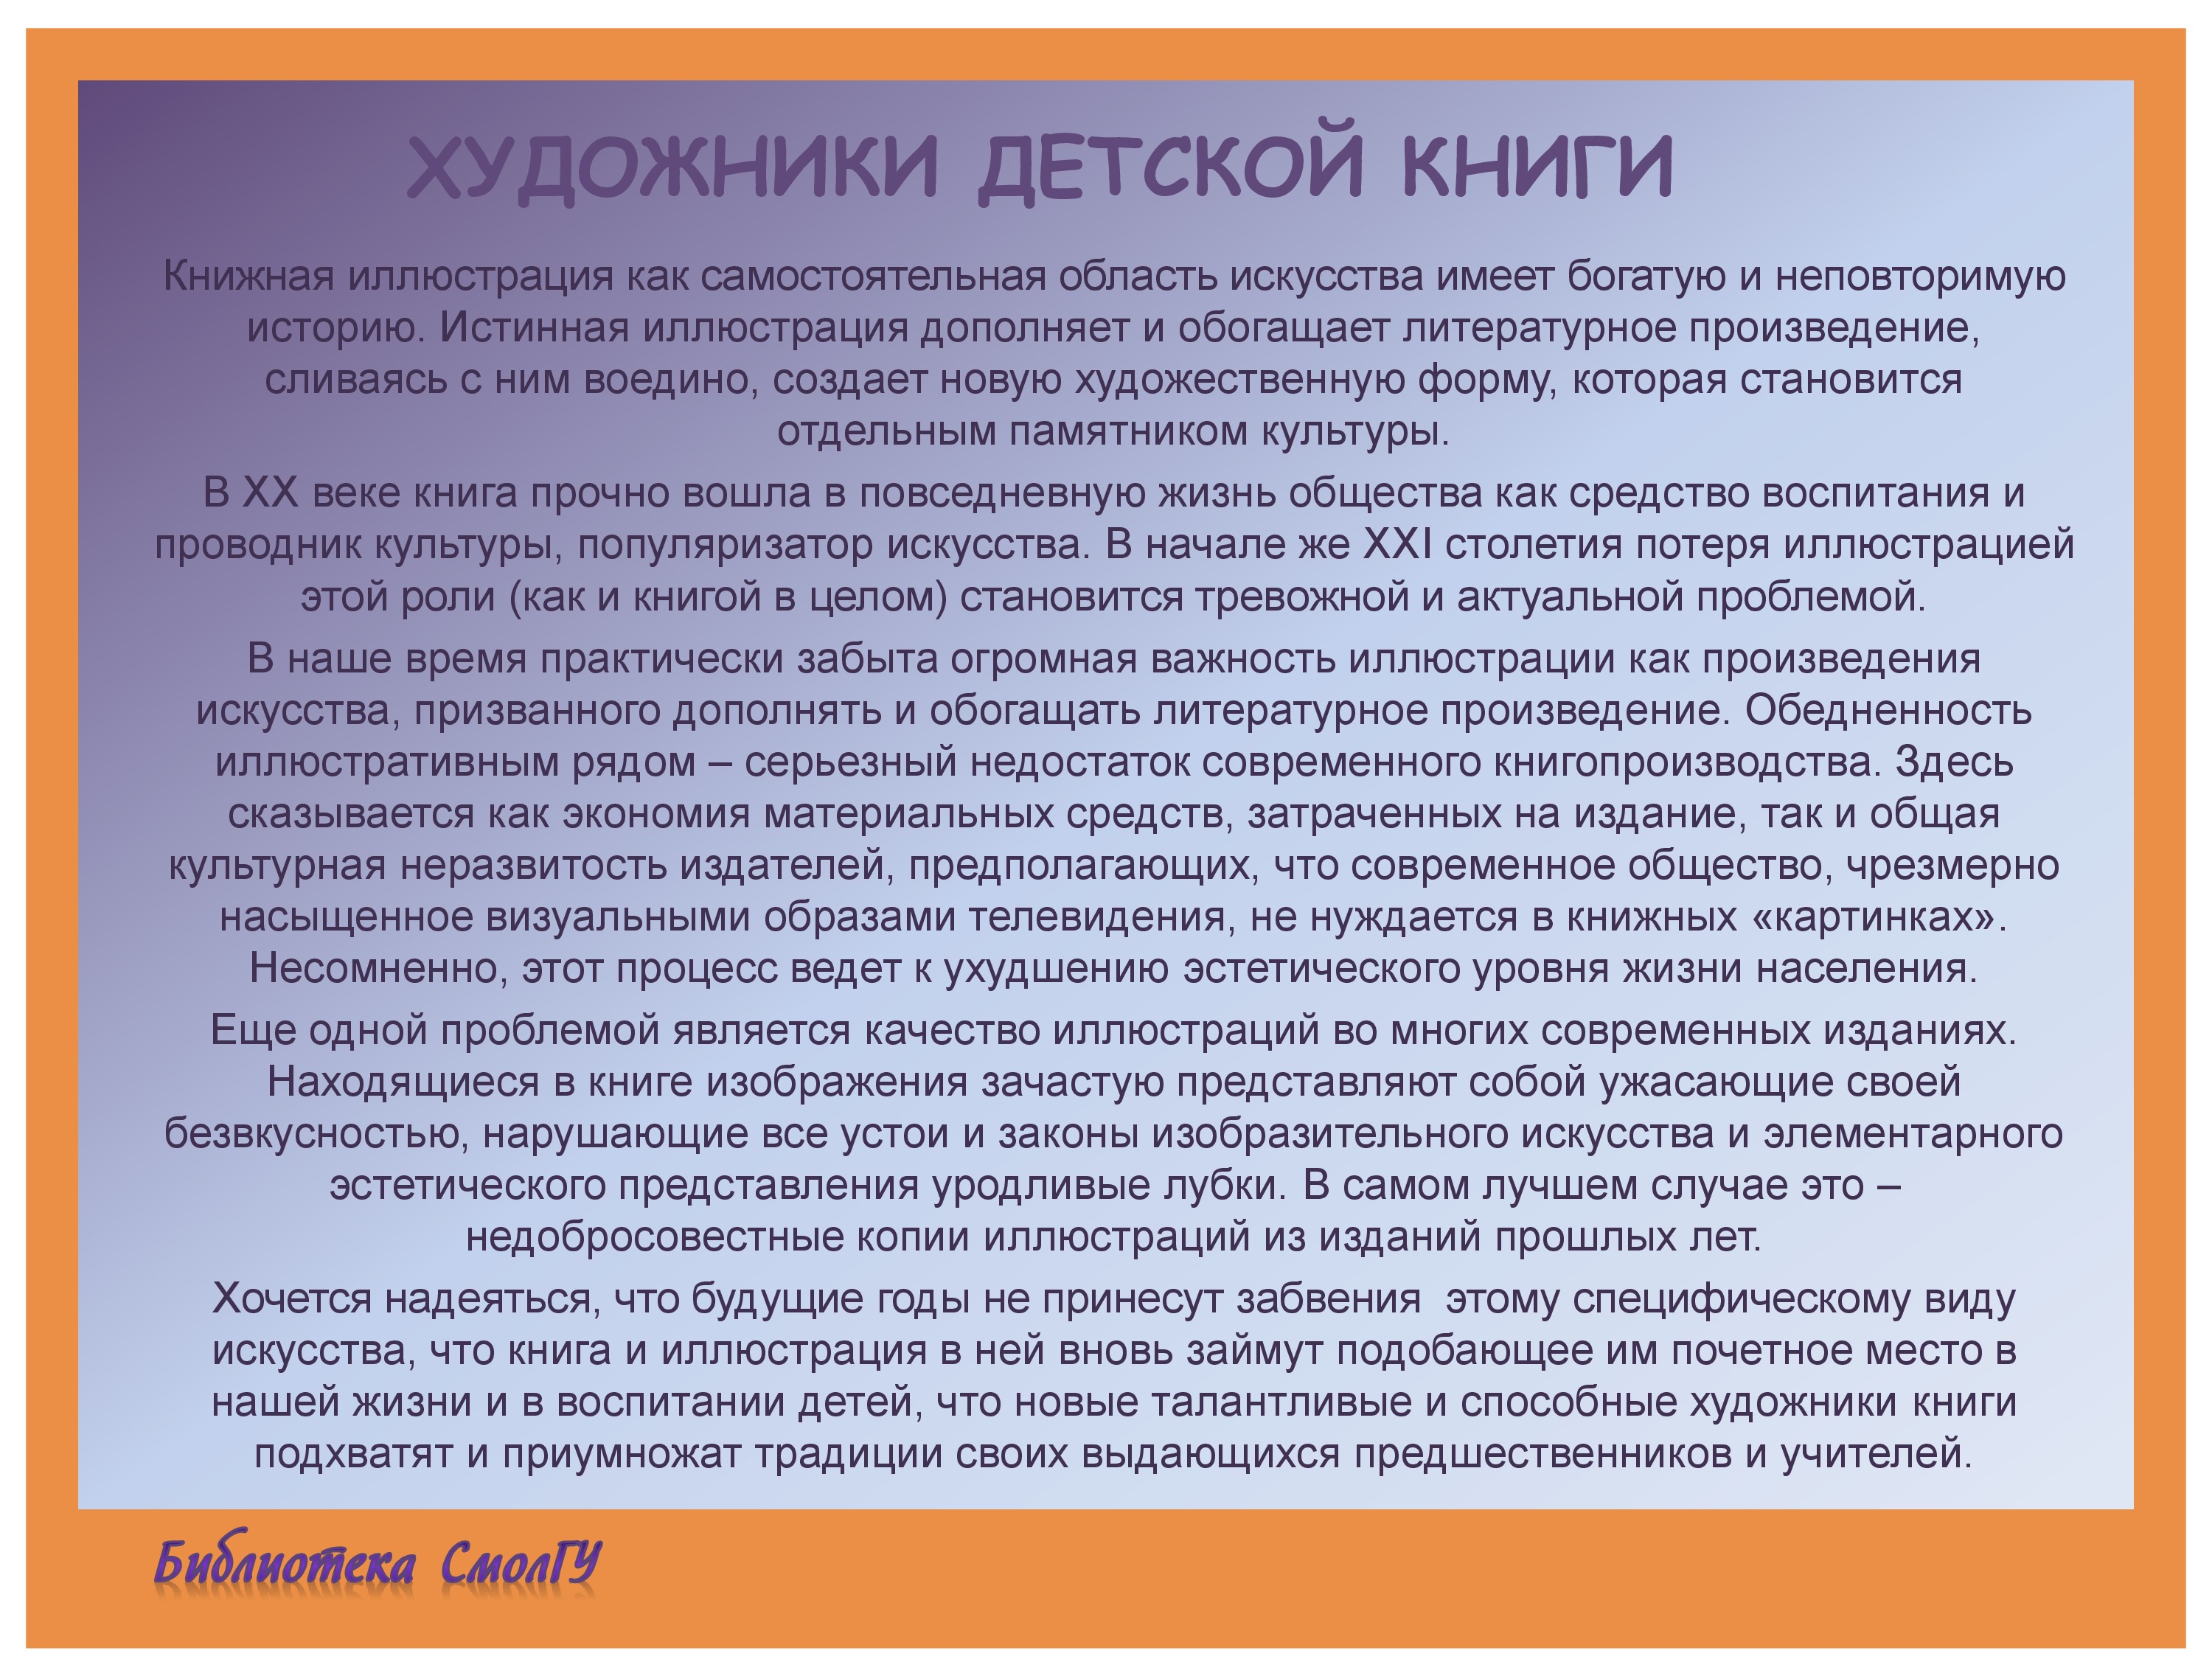 ХУДОЖНИКИ ДЕТСКОЙ КНИГИ
Книжная иллюстрация как самостоятельная область искусства имеет богатую и неповторимую
историю. Истинная иллюстрация дополняет и обогащает литературное произведение,
сливаясь с ним воедино, создает новую художественную форму, которая становится
отдельным памятником культуры.
В XX веке книга прочно вошла в повседневную жизнь общества как средство воспитания и
проводник культуры, популяризатор искусства. В начале же XXI столетия потеря иллюстрацией
этой роли (как и книгой в целом) становится тревожной и актуальной проблемой.
В наше время практически забыта огромная важность иллюстрации как произведения
искусства, призванного дополнять и обогащать литературное произведение. Обедненность
иллюстративным рядом – серьезный недостаток современного книгопроизводства. Здесь
сказывается как экономия материальных средств, затраченных на издание, так и общая
культурная неразвитость издателей, предполагающих, что современное общество, чрезмерно
насыщенное визуальными образами телевидения, не нуждается в книжных «картинках».
Несомненно, этот процесс ведет к ухудшению эстетического уровня жизни населения.
Еще одной проблемой является качество иллюстраций во многих современных изданиях.
Находящиеся в книге изображения зачастую представляют собой ужасающие своей
безвкусностью, нарушающие все устои и законы изобразительного искусства и элементарного
эстетического представления уродливые лубки. В самом лучшем случае это –
недобросовестные копии иллюстраций из изданий прошлых лет.
Хочется надеяться, что будущие годы не принесут забвения этому специфическому виду
искусства, что книга и иллюстрация в ней вновь займут подобающее им почетное место в
нашей жизни и в воспитании детей, что новые талантливые и способные художники книги
подхватят и приумножат традиции своих выдающихся предшественников и учителей.
Библиотека СмолГУ